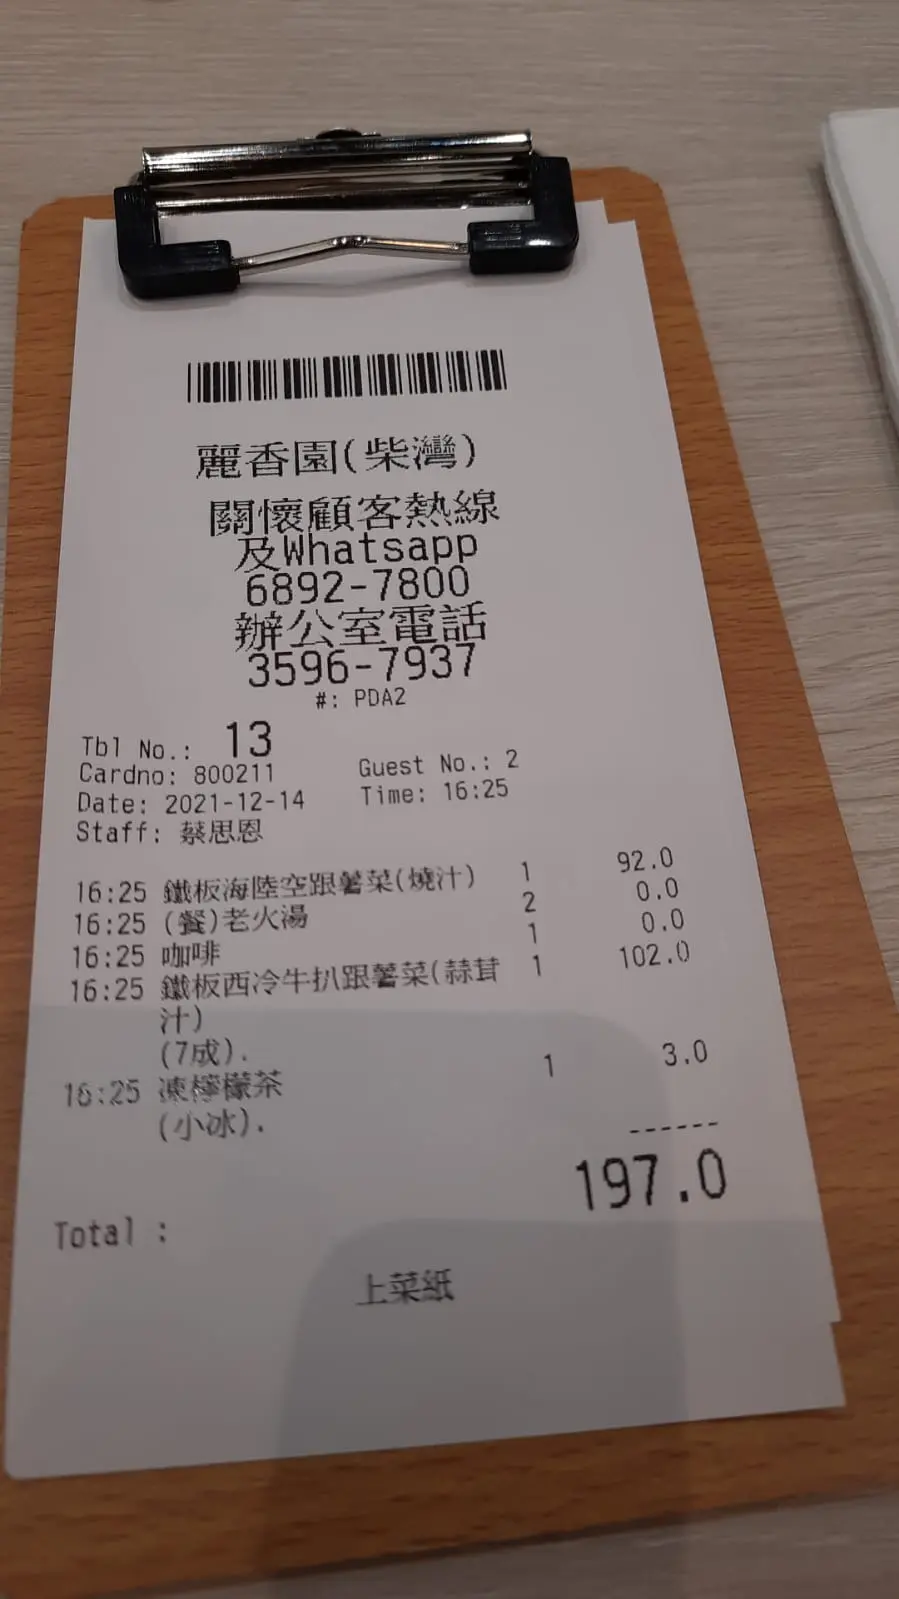 麗香園(柴灣)
關懷顧客熱線
及Whatsapp
6892-7800
辦公室電話
3596-7937
#: PDA2
Tbl No.: 13
Cardno: 800211 Guest No.: 2
Date: 2021-12-14 Time: 16:25
Staff: 蔡思恩
16:25 鐵板海陸空跟薯菜(燒汁) 1 92.0
16:25 (餐)老火湯 2 0.0
16:25 咖啡 1 0.0
16:25 鐵板西冷牛扒跟薯菜(蒜茸 1 102.0
汁)
(7成).
16:25 凍檸檬茶 1 3.0
(小冰).
------
197.0
Total :
上菜紙